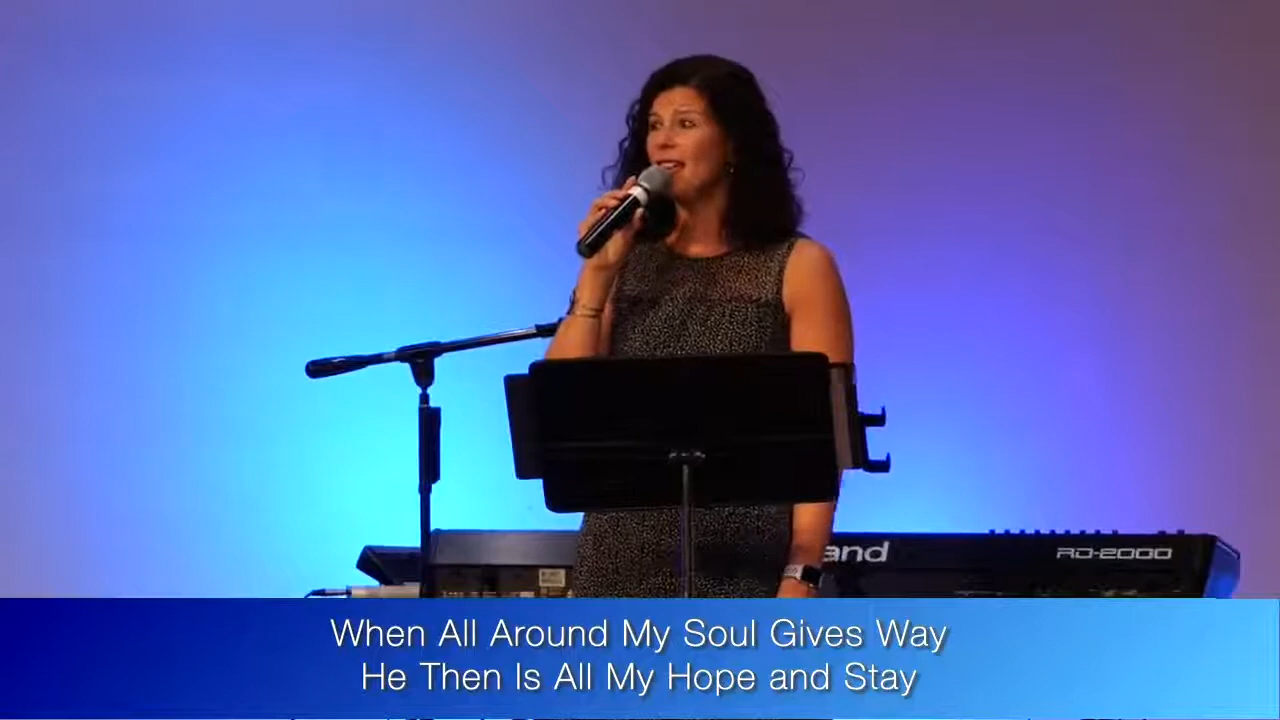 and RD-2000
When All Around My Soul Gives Way
He Then Is All My Hope and Stay